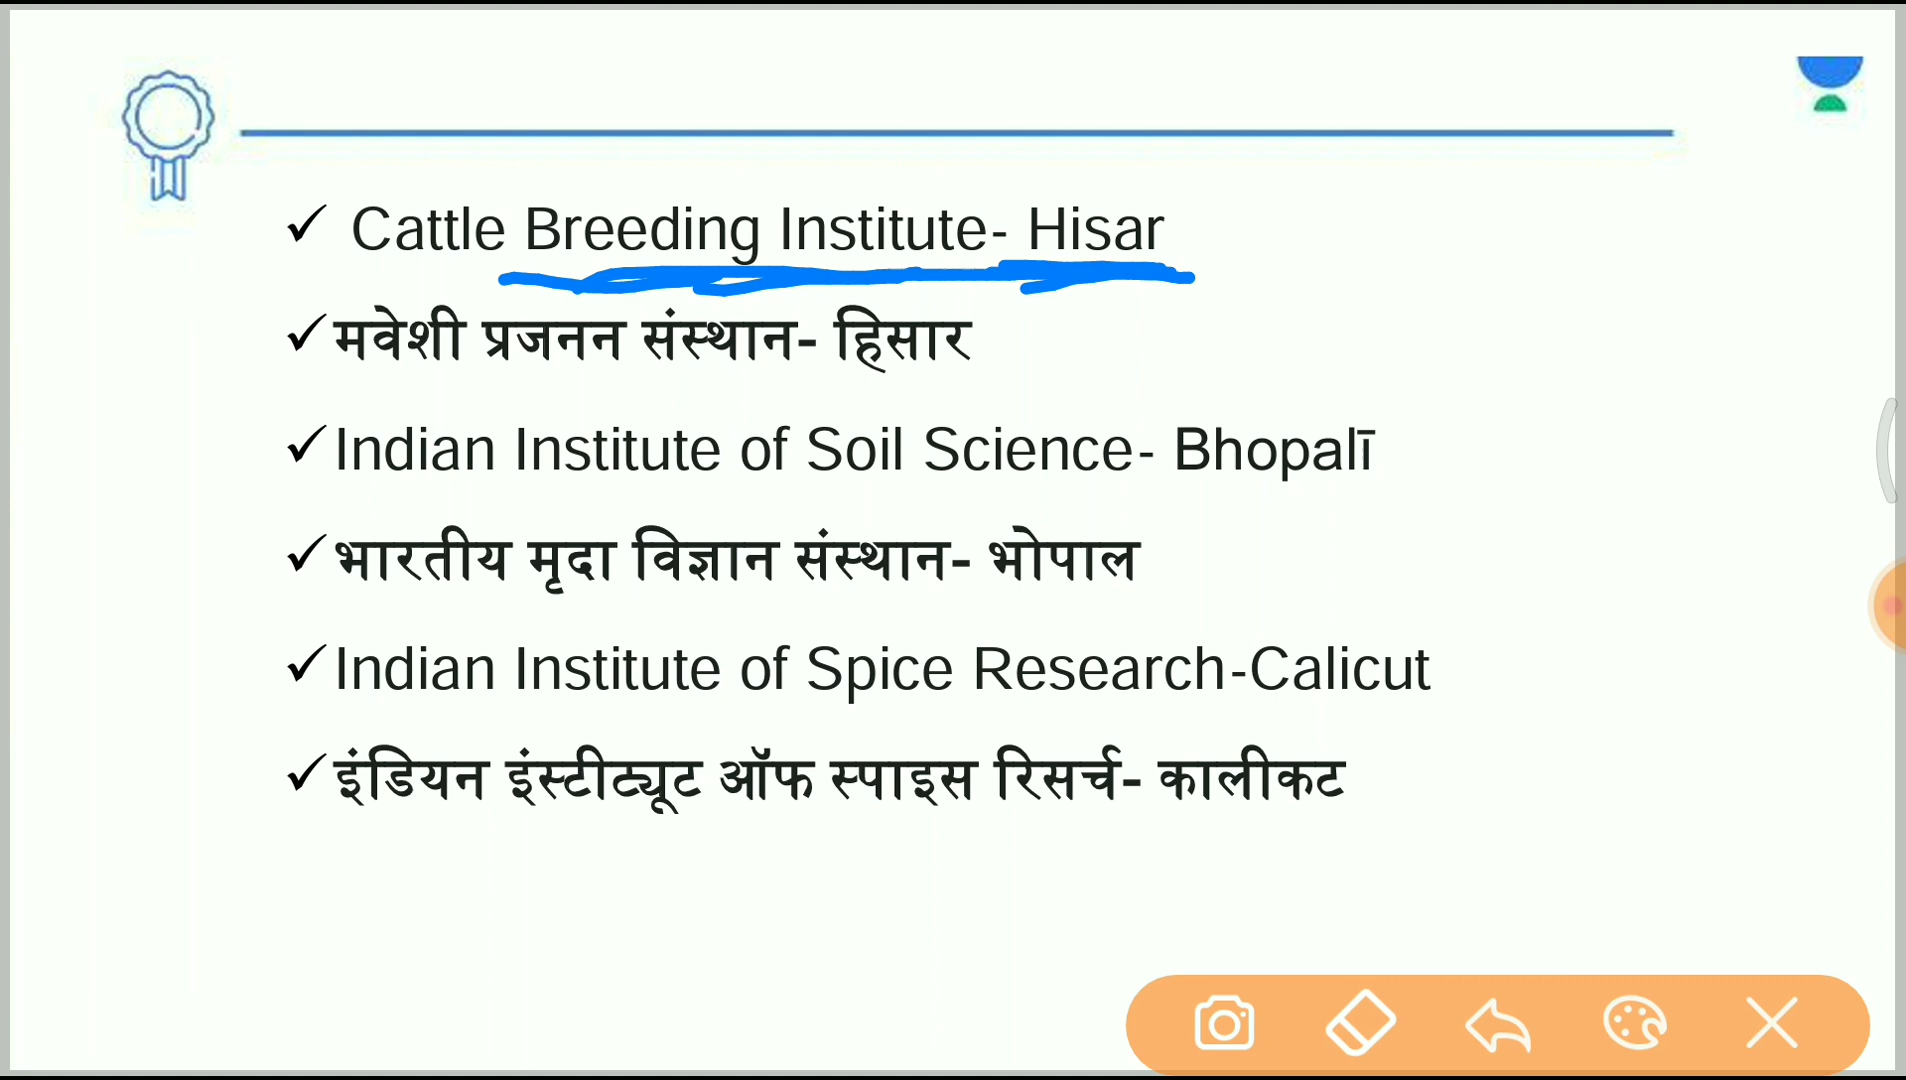 ✓ Cattle Breeding Institute- Hisar
✓मवेशी प्रजनन संस्थान- हिसार
✓Indian Institute of Soil Science- Bhopalī
✓भारतीय मृदा विज्ञान संस्थान- भोपाल
✓Indian Institute of Spice Research-Calicut
✓इंडियन इंस्टीट्यूट ऑफ स्पाइस रिसर्च- कालीकट